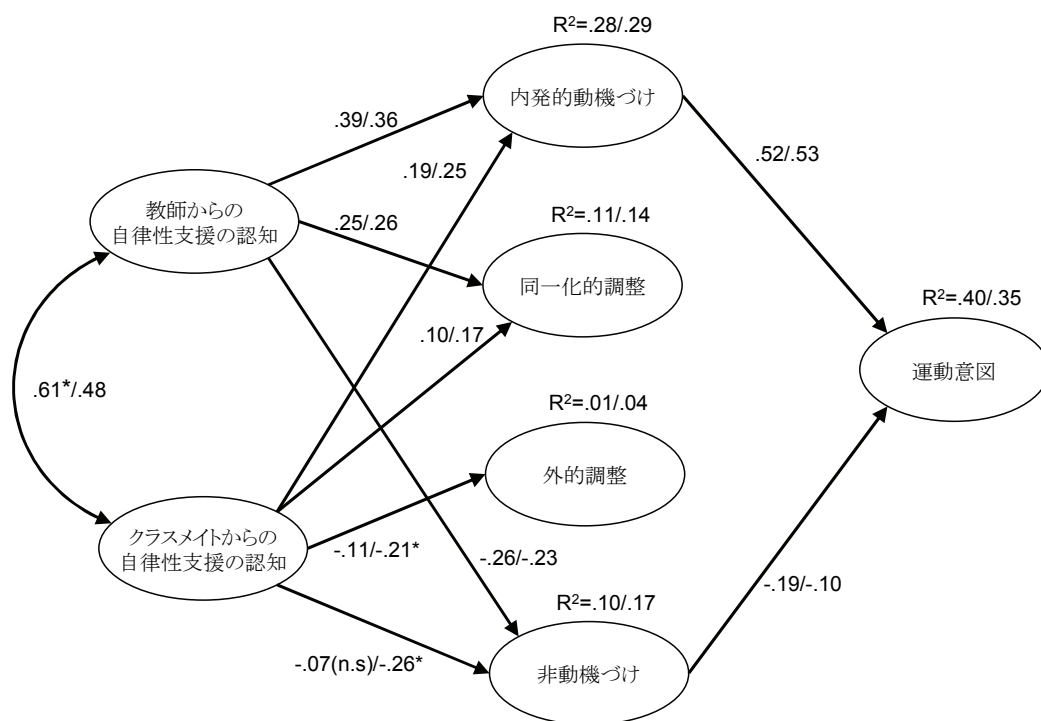 R²=.28/.29
内発的動機づけ
.39/.36
.52/.53
.19/.25
教師からの
自律性支援の認知
.25/.26
R²=.11/.14
同一化的調整
R²=.40/.35
.10/.17
運動意図
.61*/.48
R²=.01/.04
外的調整
クラスメイトからの
自律性支援の認知
-.11/-.21*
-.26/-.23
-.19/-.10
R²=.10/.17
-.07(n.s)/-.26*
非動機づけ